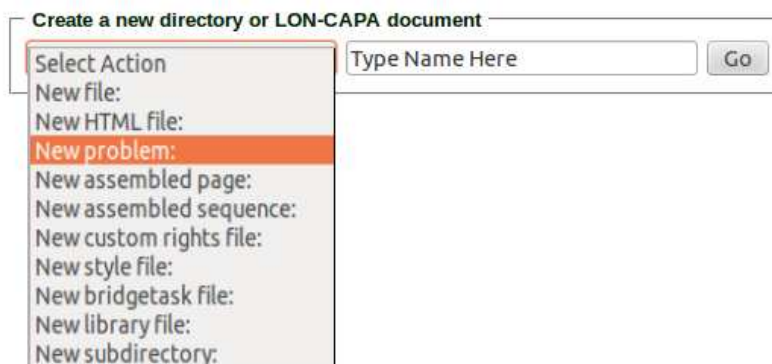 Create a new directory or LON-CAPA document
Select Action
Type Name Here
Go
New file:
New HTML file:
New problem:
New assembled page:
New assembled sequence:
New custom rights file:
New style file:
New bridgetask file:
New library file:
New subdirectory: